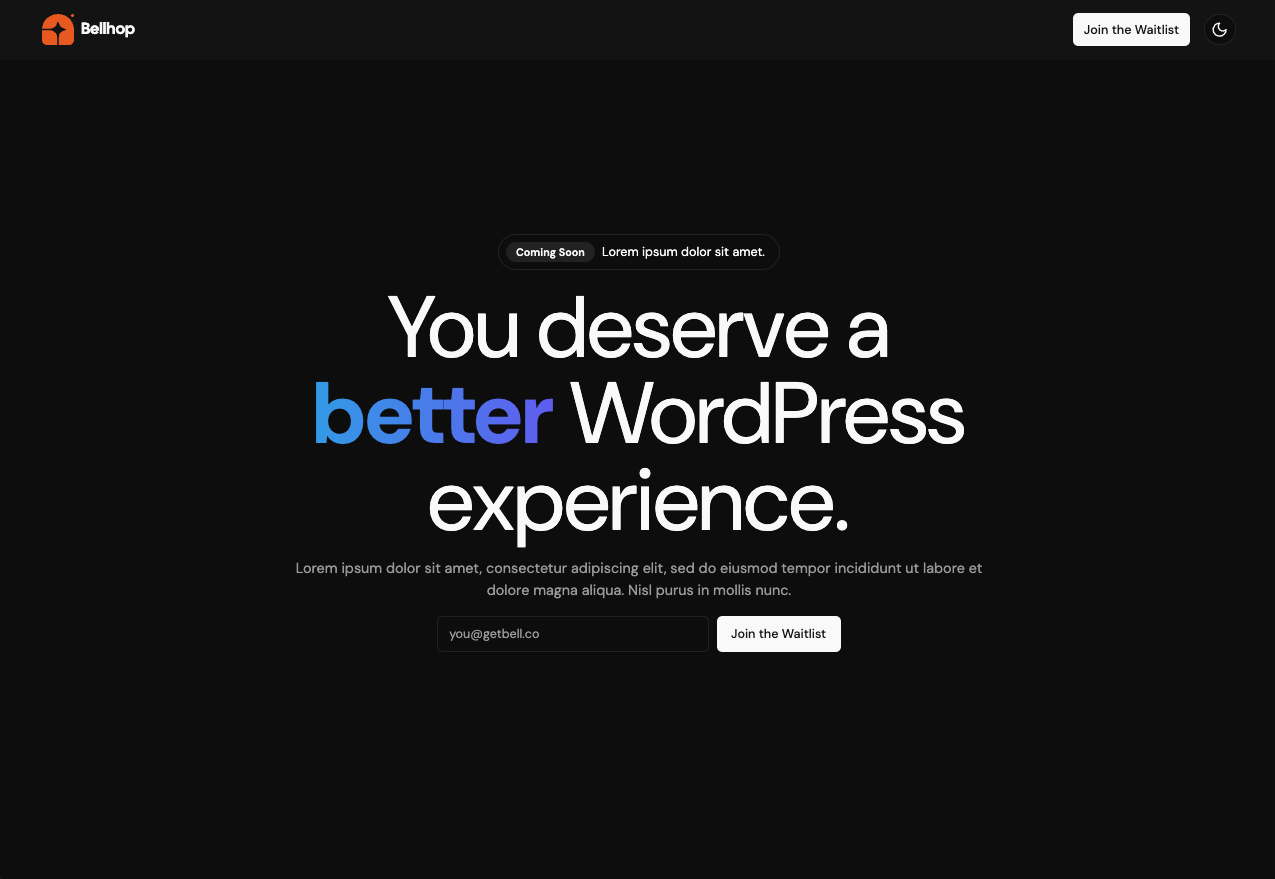 Bellhop
Join the Waitlist
Coming Soon Lorem ipsum dolor sit amet.
You deserve a
better WordPress
experience.
Lorem ipsum dolor sit amet, consectetur adipiscing elit, sed do eiusmod tempor incididunt ut labore et
dolore magna aliqua. Nisl purus in mollis nunc.
you@getbell.co
Join the Waitlist